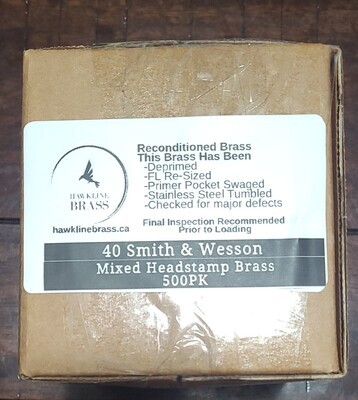 HAWKLINE
BRASS
hawklinebrass.ca
Reconditioned Brass
This Brass Has Been
-Deprimed
-FL Re-Sized
-Primer Pocket Swaged
-Stainless Steel Tumbled
-Checked for major defects
Final Inspection Recommended
Prior to Loading
40 Smith & Wesson
Mixed Headstamp Brass
500PK